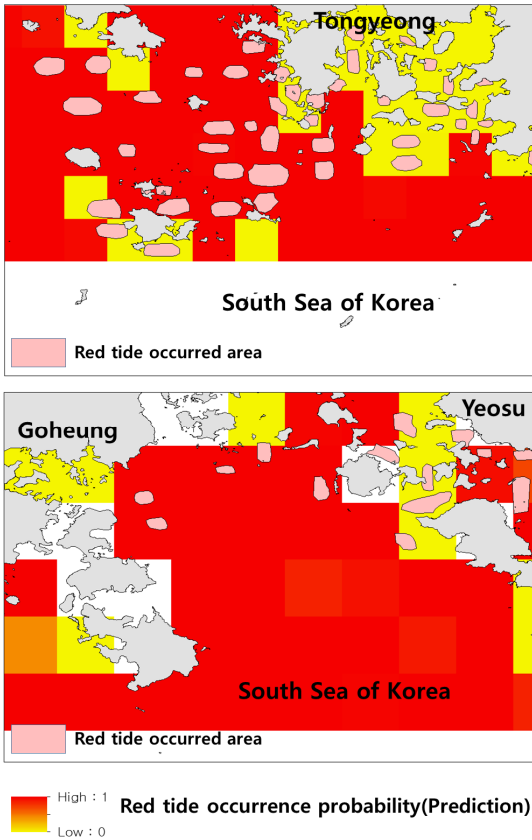 Tongyeong
South Sea of Korea
Red tide occurred area
Goheung
Yeosu
South Sea of Korea
Red tide occurred area
High : 1
Red tide occurrence probability(Prediction)
Low : 0